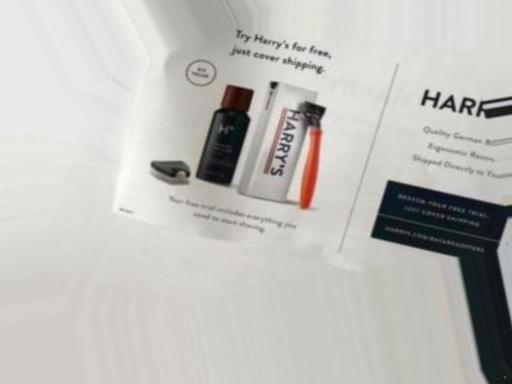 Try Harry's for free,
just cover shipping.
H'
HARRY'S
Your free trial includes everything you
need to start shaving.
HARR
Quality German
Ergonomic Razors
Shipped Directly to You
REDEEM YOUR FREE TRIAL,
JUST COVER SHIPPING